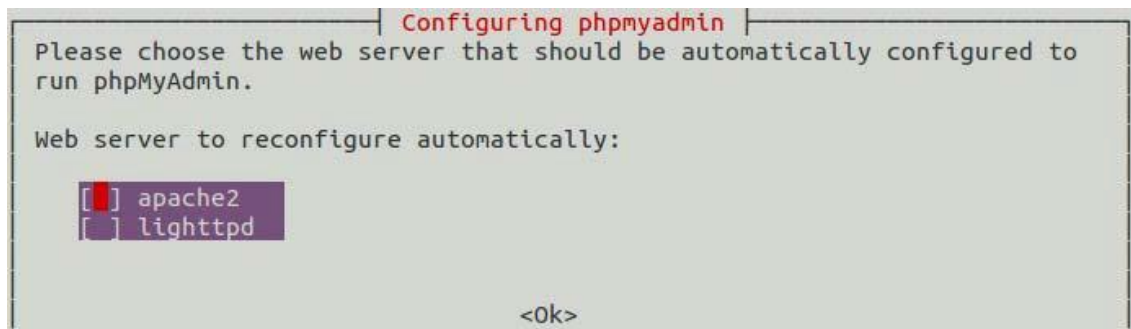 Configuring phpmyadmin
Please choose the web server that should be automatically configured to
run phpMyAdmin.
Web server to reconfigure automatically:
[ ] apache2
[ ] lighttpd
<Ok>